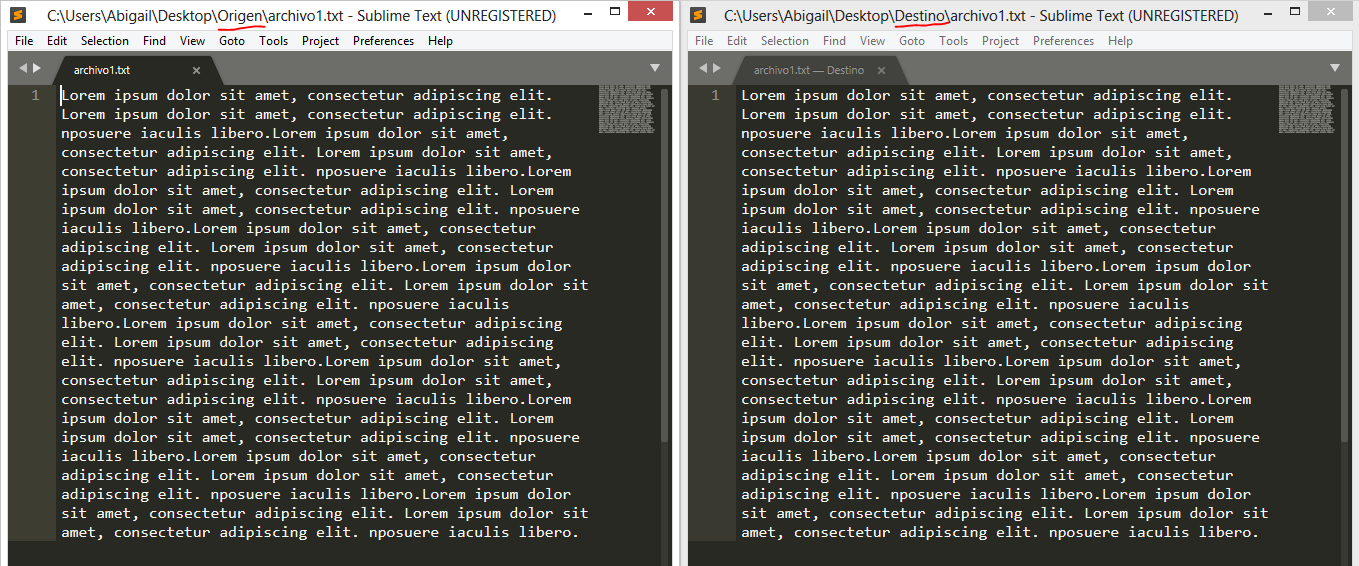 C:\Users\Abigail\Desktop\Origen\archivo1.txt - Sublime Text (UNREGISTERED)
File Edit Selection Find View Goto Tools Project Preferences Help
archivo1.txt
1
Lorem ipsum dolor sit amet, consectetur adipiscing elit.
Lorem ipsum dolor sit amet, consectetur adipiscing elit.
nposuere iaculis libero.Lorem ipsum dolor sit amet,
consectetur adipiscing elit. Lorem ipsum dolor sit amet,
consectetur adipiscing elit. nposuere iaculis libero.Lorem
ipsum dolor sit amet, consectetur adipiscing elit. Lorem
ipsum dolor sit amet, consectetur adipiscing elit. nposuere
iaculis libero.Lorem ipsum dolor sit amet, consectetur
adipiscing elit. Lorem ipsum dolor sit amet, consectetur
adipiscing elit. nposuere iaculis libero.Lorem ipsum dolor
sit amet, consectetur adipiscing elit. Lorem ipsum dolor sit
amet, consectetur adipiscing elit. nposuere iaculis
libero.Lorem ipsum dolor sit amet, consectetur adipiscing
elit. Lorem ipsum dolor sit amet, consectetur adipiscing
elit. nposuere iaculis libero.Lorem ipsum dolor sit amet,
consectetur adipiscing elit. Lorem ipsum dolor sit amet,
consectetur adipiscing elit. nposuere iaculis libero.Lorem
ipsum dolor sit amet, consectetur adipiscing elit. Lorem
ipsum dolor sit amet, consectetur adipiscing elit. nposuere
iaculis libero.Lorem ipsum dolor sit amet, consectetur
adipiscing elit. Lorem ipsum dolor sit amet, consectetur
adipiscing elit. nposuere iaculis libero.Lorem ipsum dolor
sit amet, consectetur adipiscing elit. Lorem ipsum dolor sit
amet, consectetur adipiscing elit. nposuere iaculis libero.
C:\Users\Abigail\Desktop\Destino\archivo1.txt - Sublime Text (UNREGISTERED)
File Edit Selection Find View Goto Tools Project Preferences Help
archivo1.txt — Destino
1
Lorem ipsum dolor sit amet, consectetur adipiscing elit.
Lorem ipsum dolor sit amet, consectetur adipiscing elit.
nposuere iaculis libero.Lorem ipsum dolor sit amet,
consectetur adipiscing elit. Lorem ipsum dolor sit amet,
consectetur adipiscing elit. nposuere iaculis libero.Lorem
ipsum dolor sit amet, consectetur adipiscing elit. Lorem
ipsum dolor sit amet, consectetur adipiscing elit. nposuere
iaculis libero.Lorem ipsum dolor sit amet, consectetur
adipiscing elit. Lorem ipsum dolor sit amet, consectetur
adipiscing elit. nposuere iaculis libero.Lorem ipsum dolor
sit amet, consectetur adipiscing elit. Lorem ipsum dolor sit
amet, consectetur adipiscing elit. nposuere iaculis
libero.Lorem ipsum dolor sit amet, consectetur adipiscing
elit. Lorem ipsum dolor sit amet, consectetur adipiscing
elit. nposuere iaculis libero.Lorem ipsum dolor sit amet,
consectetur adipiscing elit. Lorem ipsum dolor sit amet,
consectetur adipiscing elit. nposuere iaculis libero.Lorem
ipsum dolor sit amet, consectetur adipiscing elit. Lorem
ipsum dolor sit amet, consectetur adipiscing elit. nposuere
iaculis libero.Lorem ipsum dolor sit amet, consectetur
adipiscing elit. Lorem ipsum dolor sit amet, consectetur
adipiscing elit. nposuere iaculis libero.Lorem ipsum dolor
sit amet, consectetur adipiscing elit. Lorem ipsum dolor sit
amet, consectetur adipiscing elit. nposuere iaculis libero.